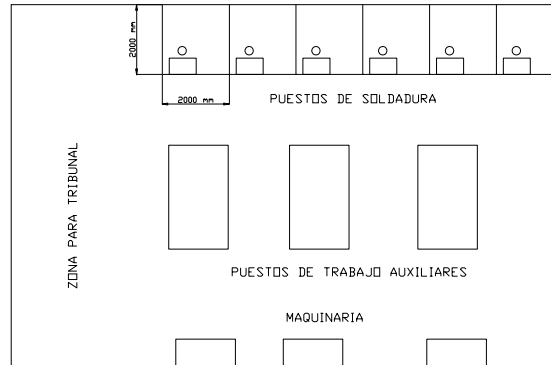 2000 mm
2000 mm
PUESTOS DE SOLDADURA
ZONA PARA TRIBUNAL
PUESTOS DE TRABAJO AUXILIARES
MAQUINARIA